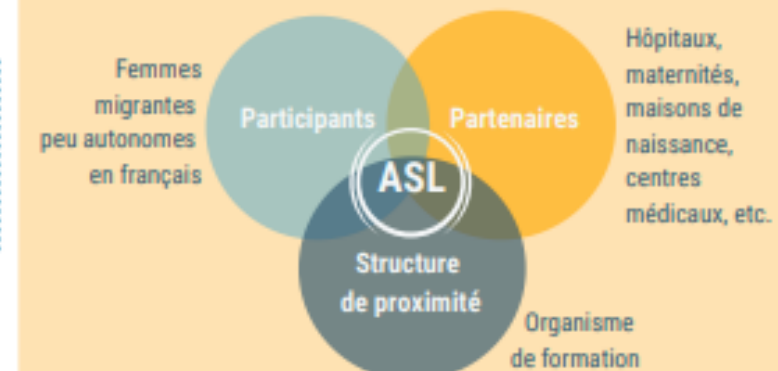 Femmes
migrantes
peu autonomes
en français
Participants
Partenaires
Hôpitaux,
maternités,
maisons de
naissance,
centres
médicaux, etc.
ASL
Structure
de proximité
Organisme
de formation